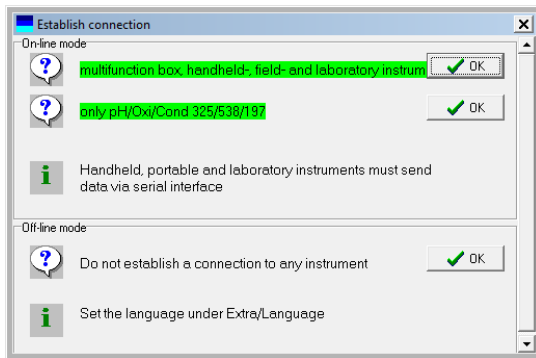 Establish connection
On-line mode
multifunction box, handheld-, field- and laboratory instrum
OK
only pH/Oxi/Cond 325/538/197
OK
Handheld, portable and laboratory instruments must send
data via serial interface
Off-line mode
Do not establish a connection to any instrument
OK
Set the language under Extra/Language